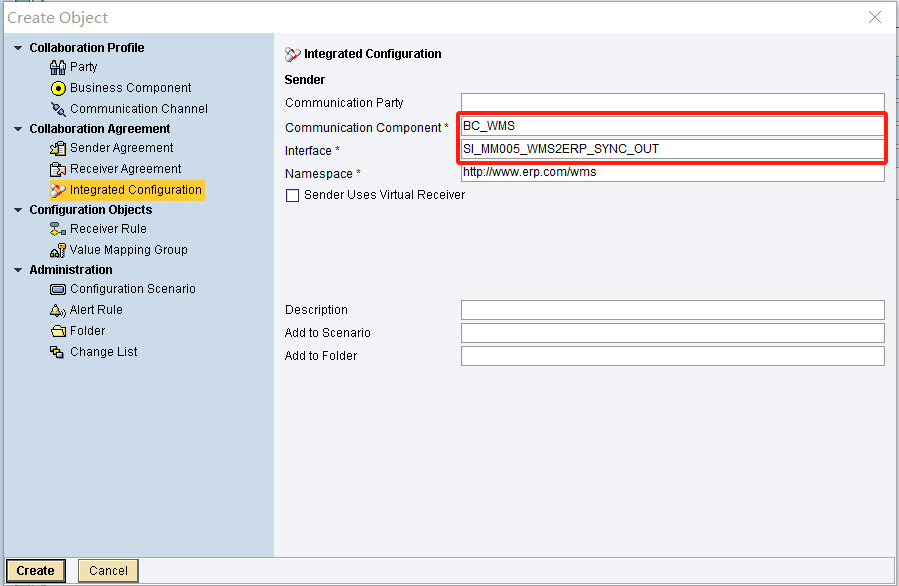 Create Object
Collaboration Profile
Party
Business Component
Communication Channel
Collaboration Agreement
Sender Agreement
Receiver Agreement
Integrated Configuration
Configuration Objects
Receiver Rule
Value Mapping Group
Administration
Configuration Scenario
Alert Rule
Folder
Change List
Integrated Configuration
Sender
Communication Party
Communication Component * BC_WMS
Interface * SI_MM005_WMS2ERP_SYNC_OUT
Namespace * http://www.erp.com/wms
Sender Uses Virtual Receiver
Description
Add to Scenario
Add to Folder
Create Cancel